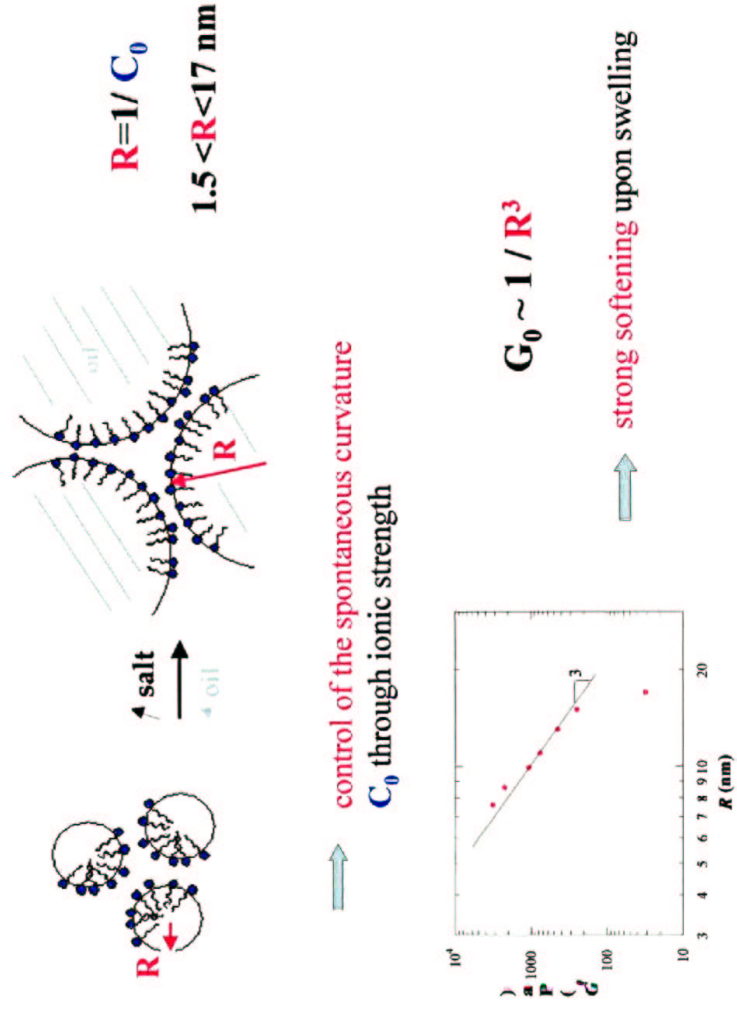 R
salt
oil
oil
R
R=1/ C₀
1.5 <R<17 nm
control of the spontaneous curvature
C₀ through ionic strength
G₀ ~ 1 / R³
strong softening upon swelling
10⁴
1000
100
10
G₀ ( P a )
3
3 4 5 6 7 8 9 10 20
R (nm)